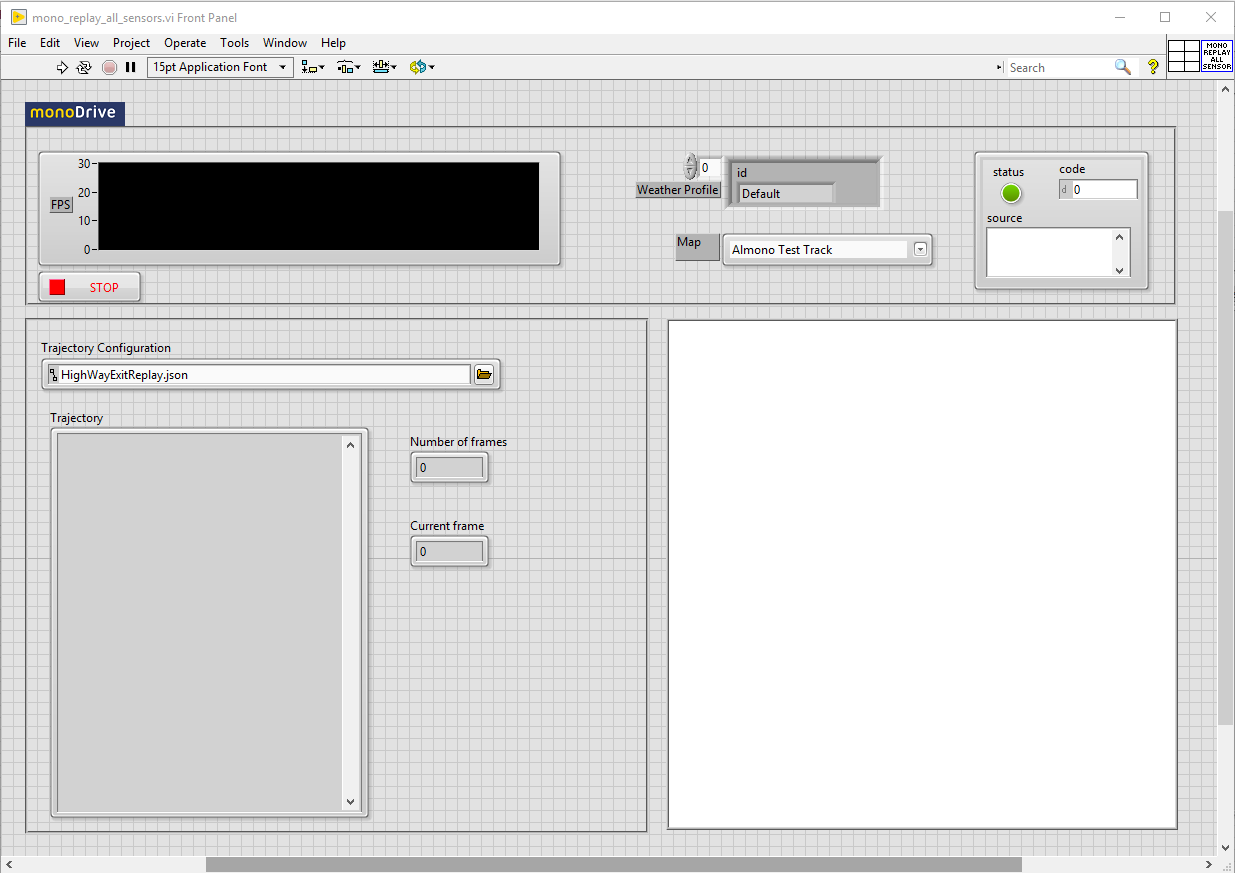 mono_replay_all_sensors.vi Front Panel
File Edit View Project Operate Tools Window Help
15pt Application Font
Search
?
MONO
REPLAY
ALL
SENSOR
monoDrive
FPS
30
20
10
0
STOP
0
Weather Profile
id
Default
Map
Almono Test Track
status
code
d 0
source
Trajectory Configuration
HighWayExitReplay.json
Trajectory
Number of frames
0
Current frame
0